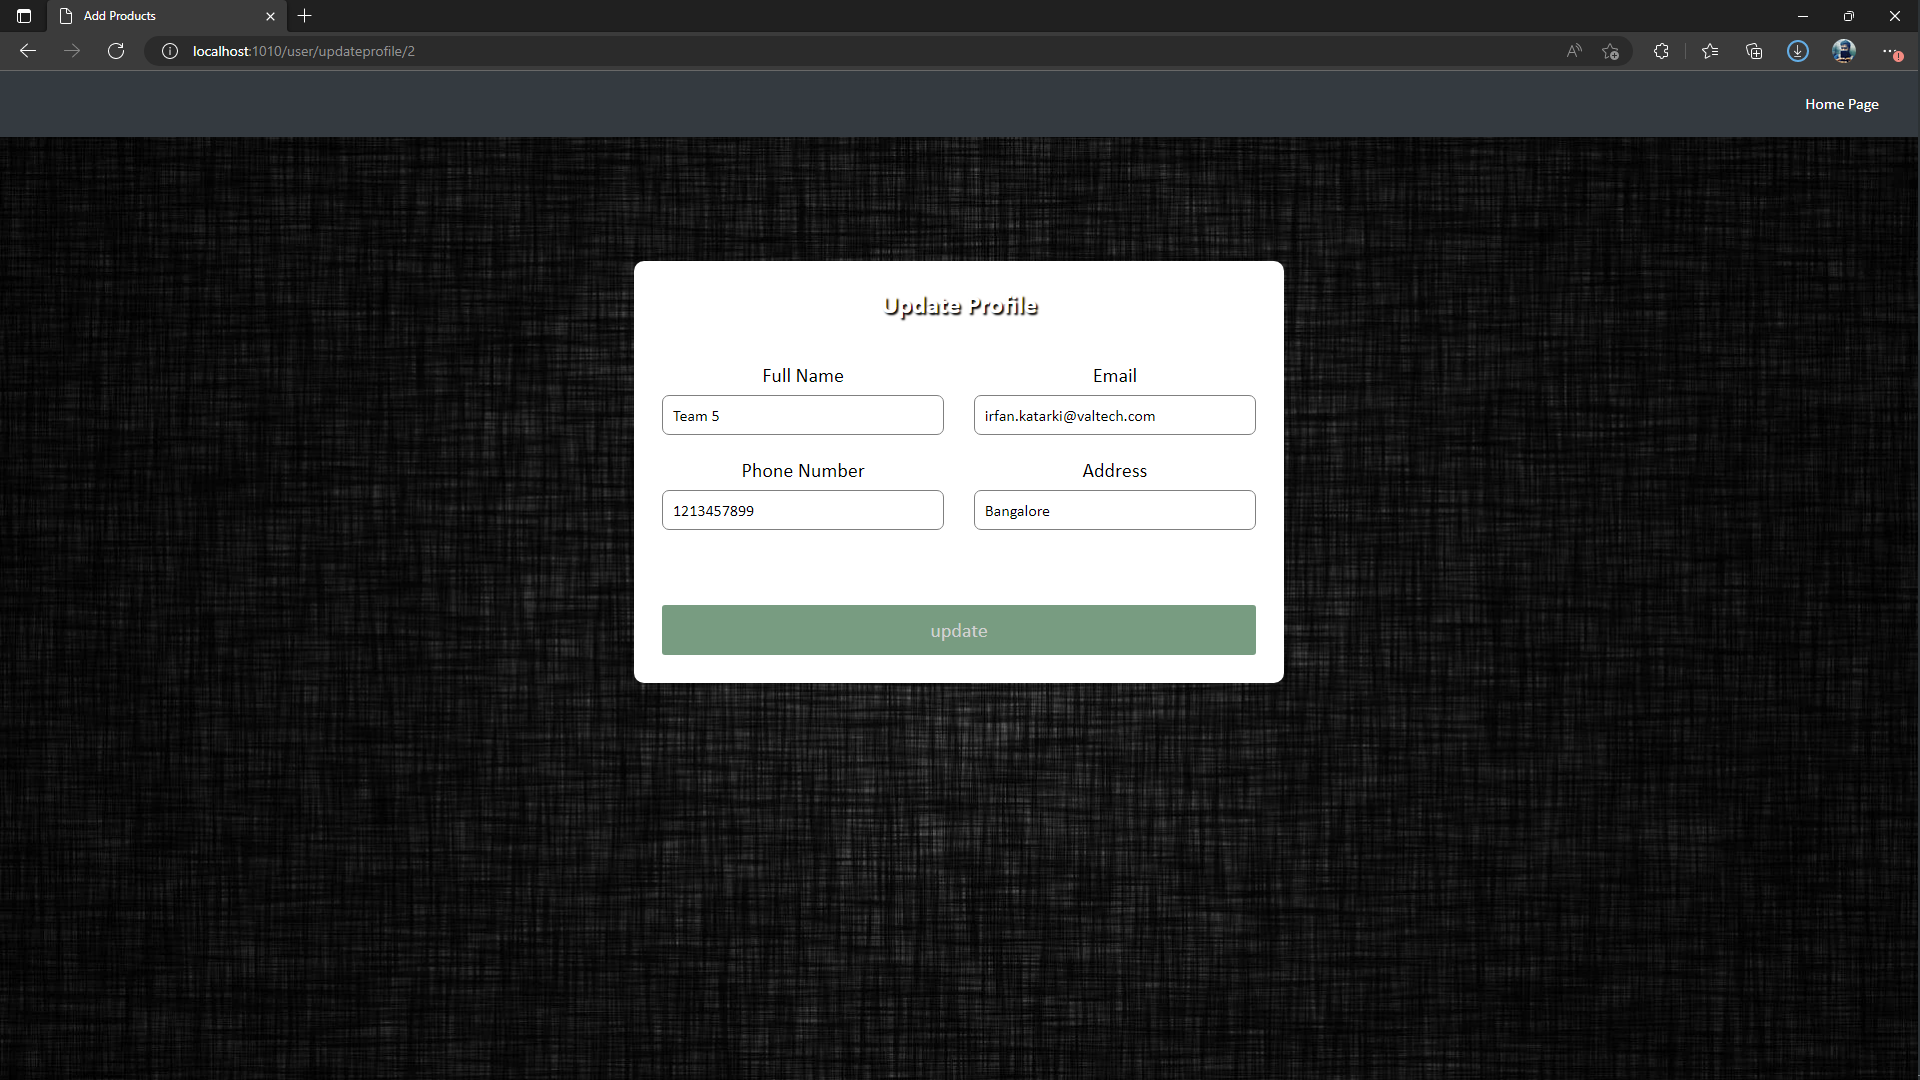 Add Products
localhost:1010/user/updateprofile/2
Home Page
Update Profile
Full Name
Email
Team 5
irfan.katarki@valtech.com
Phone Number
Address
1213457899
Bangalore
update